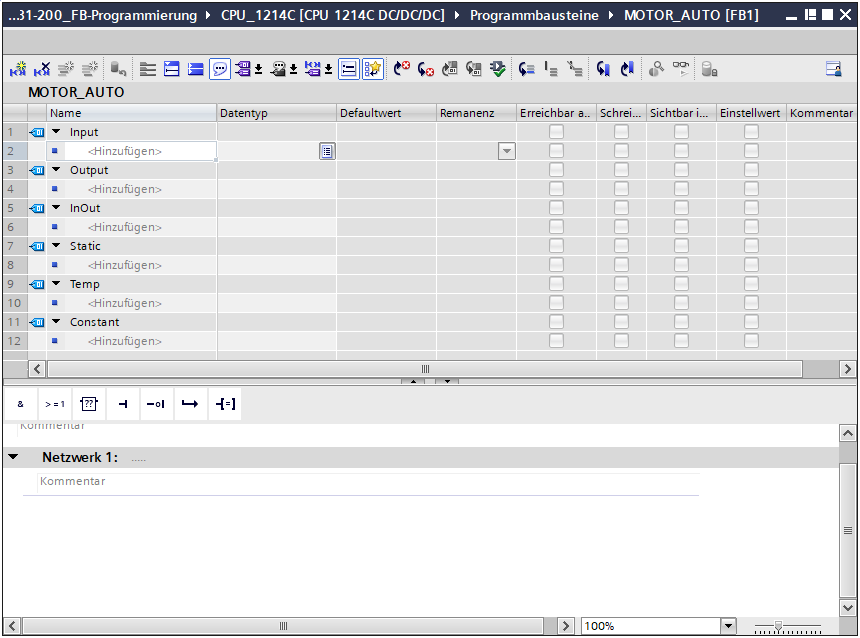 ...31-200_FB-Programmierung CPU_1214C [CPU 1214C DC/DC/DC] Programmbausteine MOTOR_AUTO [FB1]
MOTOR_AUTO
Name Datentyp Defaultwert Remanenz Erreichbar a.. Schrei... Sichtbar i... Einstellwert Kommentar
1 Input
2 <Hinzufügen>
3 Output
4 <Hinzufügen>
5 InOut
6 <Hinzufügen>
7 Static
8 <Hinzufügen>
9 Temp
10 <Hinzufügen>
11 Constant
12 <Hinzufügen>
& >=1 ?? -[=]
Kommentar
Netzwerk 1: .....
Kommentar
100%